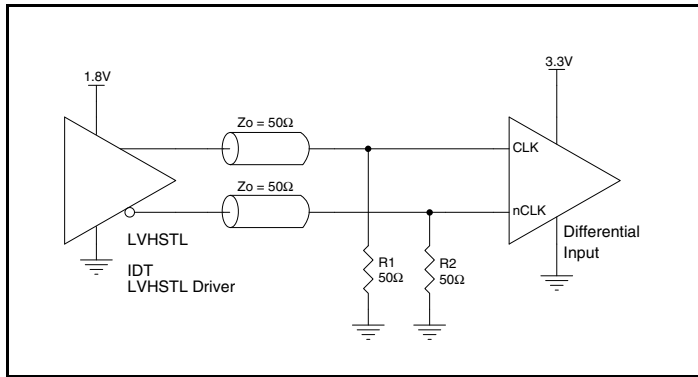 1.8V
3.3V
Zo = 50Ω
CLK
Zo = 50Ω
nCLK
LVHSTL
Differential
Input
IDT
LVHSTL Driver
R1
50Ω
R2
50Ω